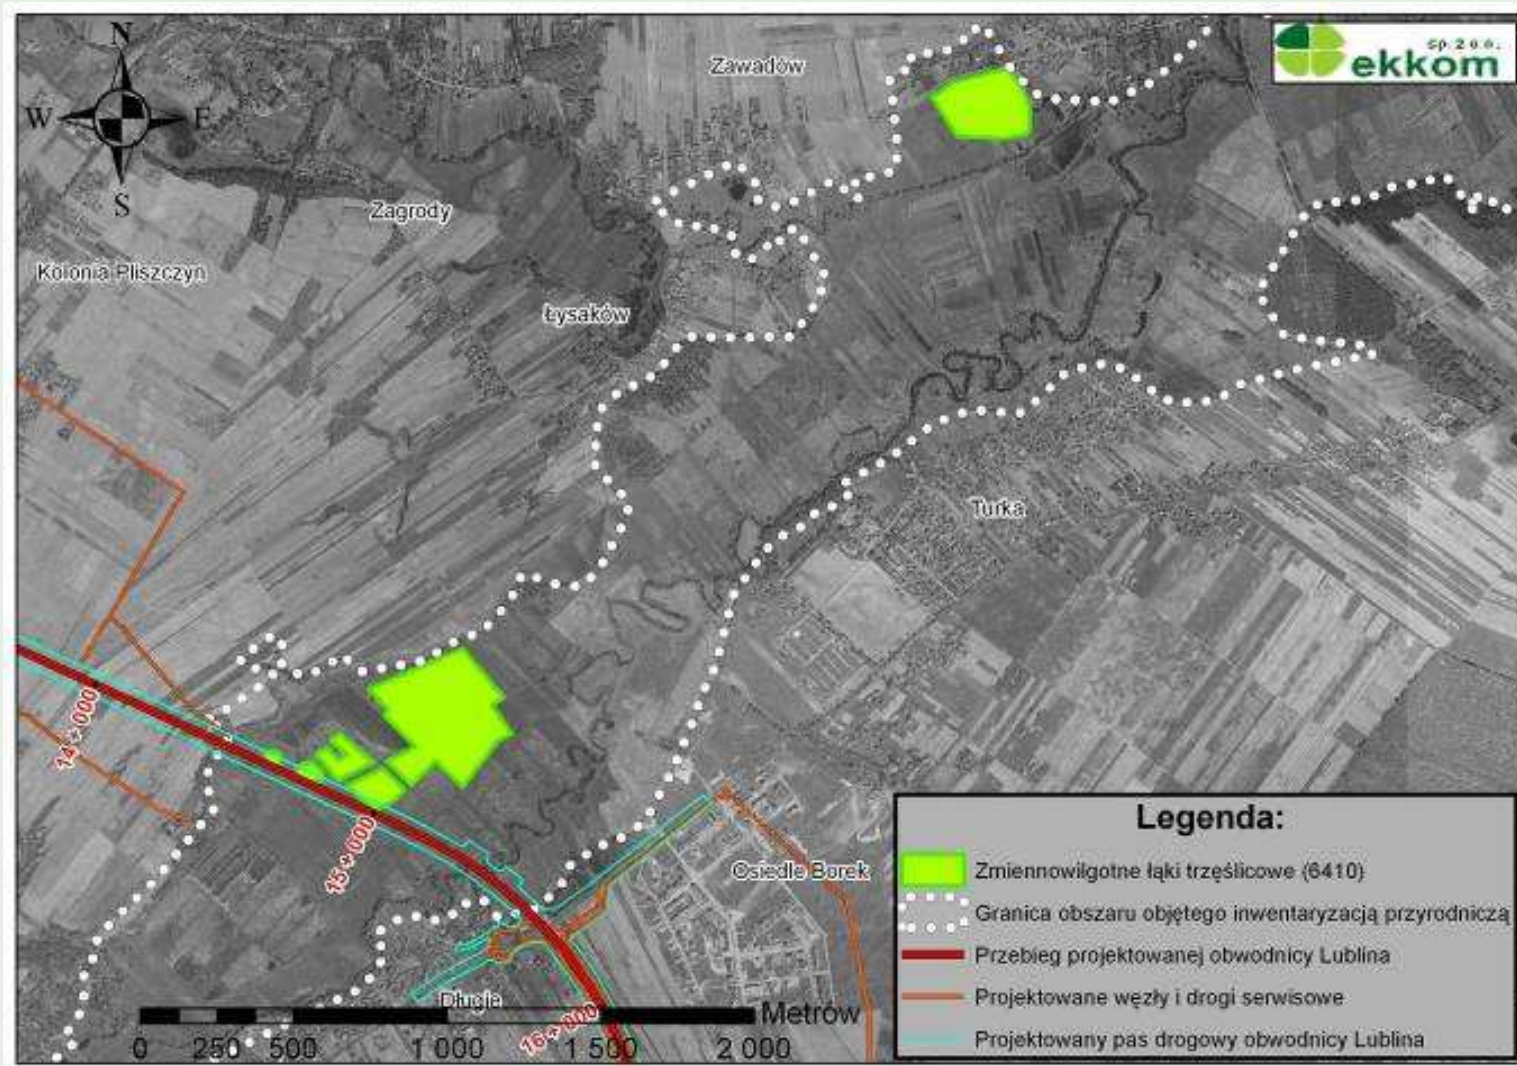 N
W E
S
Zawadów
sp. z o.o.
ekkom
Zagrody
Kolonia Pliszczyn
Łysaków
Turka
14+000
15+000
16+000
Osiedle Borek
Długie
Metrów
0 250 500 1 000 1 500 2 000
Legenda:
Zmiennowilgotne łąki trzęślicowe (6410)
Granica obszaru objętego inwentaryzacją przyrodniczą
Przebieg projektowanej obwodnicy Lublina
Projektowane węzły i drogi serwisowe
Projektowany pas drogowy obwodnicy Lublina